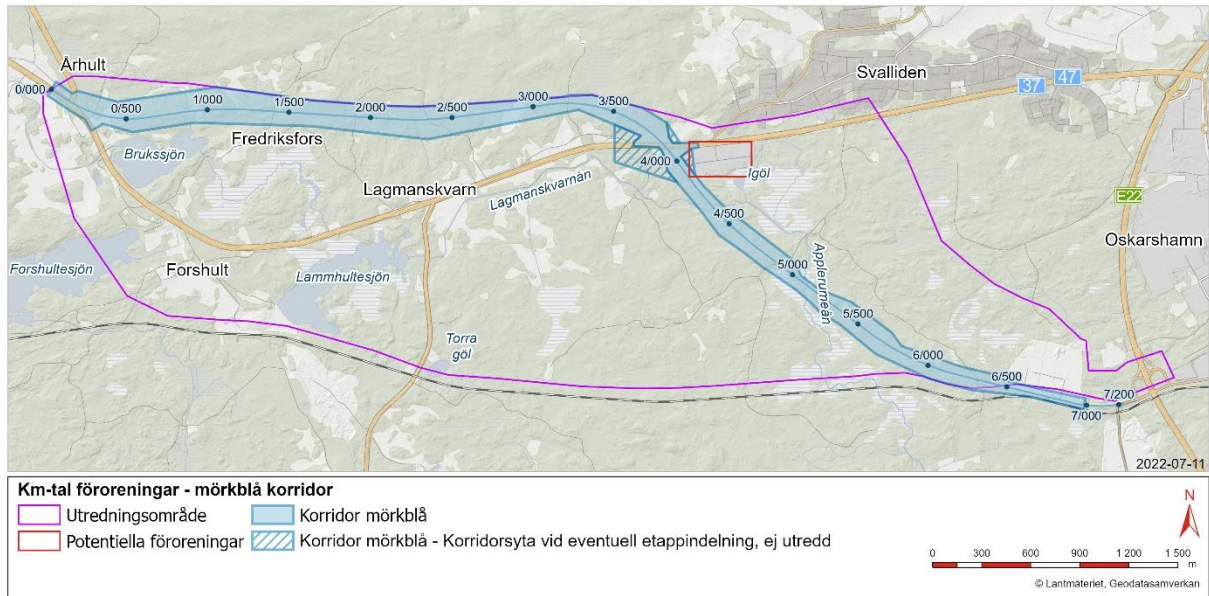 Århult
0/000
0/500
1/000
1/500
2/000
2/500
3/000
3/500
4/000
4/500
5/000
5/500
6/000
6/500
7/000
7/200
Svalliden
37
47
Fredriksfors
Brukssjön
Lagmanskvarn
Lagmanskvarnån
Igöl
E22
Oskarshamn
Applerumeån
Forshultesjön
Forshult
Lammhultesjön
Torra
göl
2022-07-11
Km-tal föroreningar - mörkblå korridor
Utredningsområde
Korridor mörkblå
Potentiella föroreningar
Korridor mörkblå - Korridorsyta vid eventuell etappindelning, ej utredd
N
0 300 600 900 1 200 1 500
m
© Lantmäteriet, Geodatasamverkan